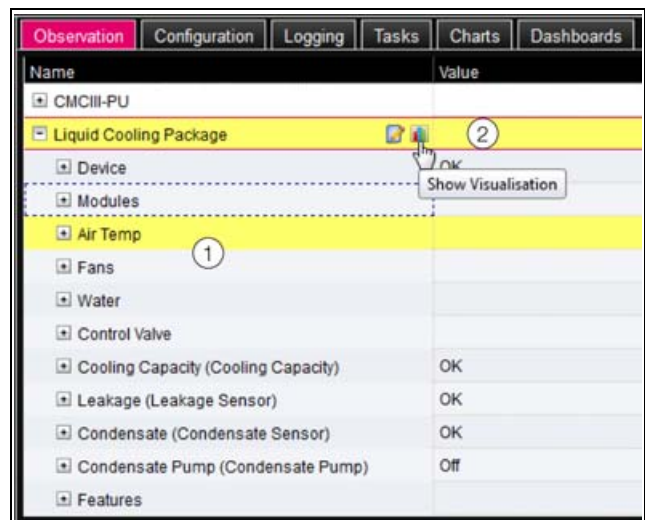 Observation Configuration Logging Tasks Charts Dashboards
Name Value
CMCIII-PU
Liquid Cooling Package 2
Device OK
Show Visualisation
Modules
Air Temp
1
Fans
Water
Control Valve
Cooling Capacity (Cooling Capacity) OK
Leakage (Leakage Sensor) OK
Condensate (Condensate Sensor) OK
Condensate Pump (Condensate Pump) Off
Features